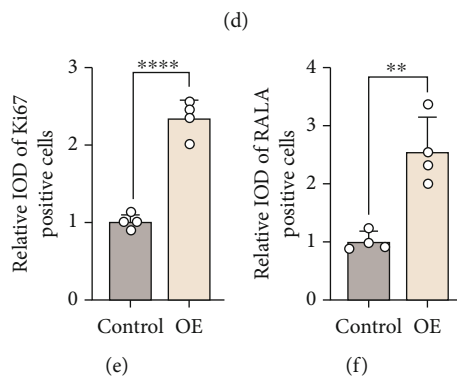 (d)
Relative IOD of Ki67
positive cells
3
2
1
0
****
Control
OE
(e)
Relative IOD of RALA
positive cells
4
3
2
1
0
**
Control
OE
(f)